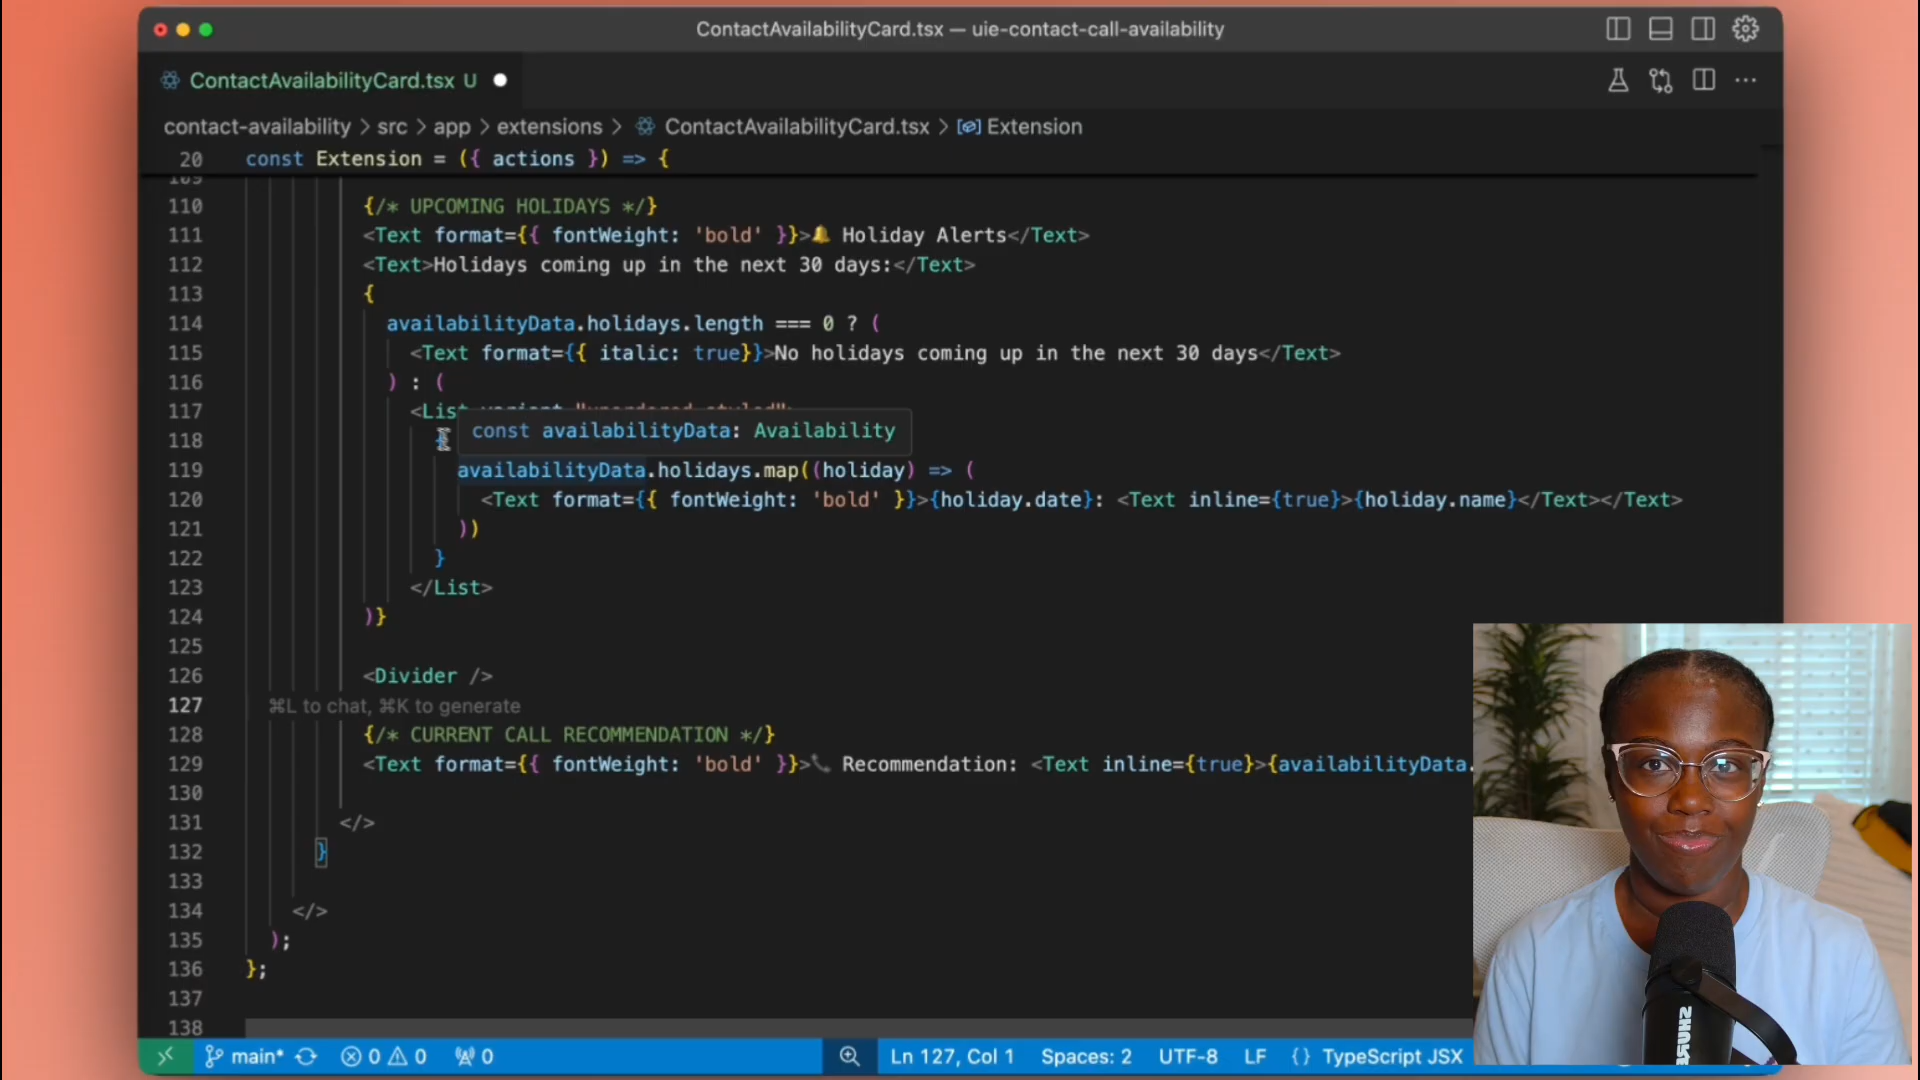 ContactAvailabilityCard.tsx — uie-contact-call-availability
ContactAvailabilityCard.tsx U
contact-availability > src > app > extensions > ContactAvailabilityCard.tsx > Extension
20 const Extension = ({ actions }) => {
109
110 {/* UPCOMING HOLIDAYS */}
111 <Text format={{ fontWeight: 'bold' }}>🔔 Holiday Alerts</Text>
112 <Text>Holidays coming up in the next 30 days:</Text>
113 {
114 availabilityData.holidays.length === 0 ? (
115 <Text format={{ italic: true}}>No holidays coming up in the next 30 days</Text>
116 ) : (
117 <List variant="unordered-styled">
118 {
const availabilityData: Availability
119 availabilityData.holidays.map((holiday) => (
120 <Text format={{ fontWeight: 'bold' }}>{holiday.date}: <Text inline={true}>{holiday.name}</Text></Text>
121 ))
122 }
123 </List>
124 )}
125
126 <Divider />
127 ⌘L to chat, ⌘K to generate
128 {/* CURRENT CALL RECOMMENDATION */}
129 <Text format={{ fontWeight: 'bold' }}>📞 Recommendation: <Text inline={true}>{availabilityData.
130
131 </>
132 }
133
134 </>
135 );
136 };
137
138
main* 0 0 0 Ln 127, Col 1 Spaces: 2 UTF-8 LF {} TypeScript JSX
SHURE